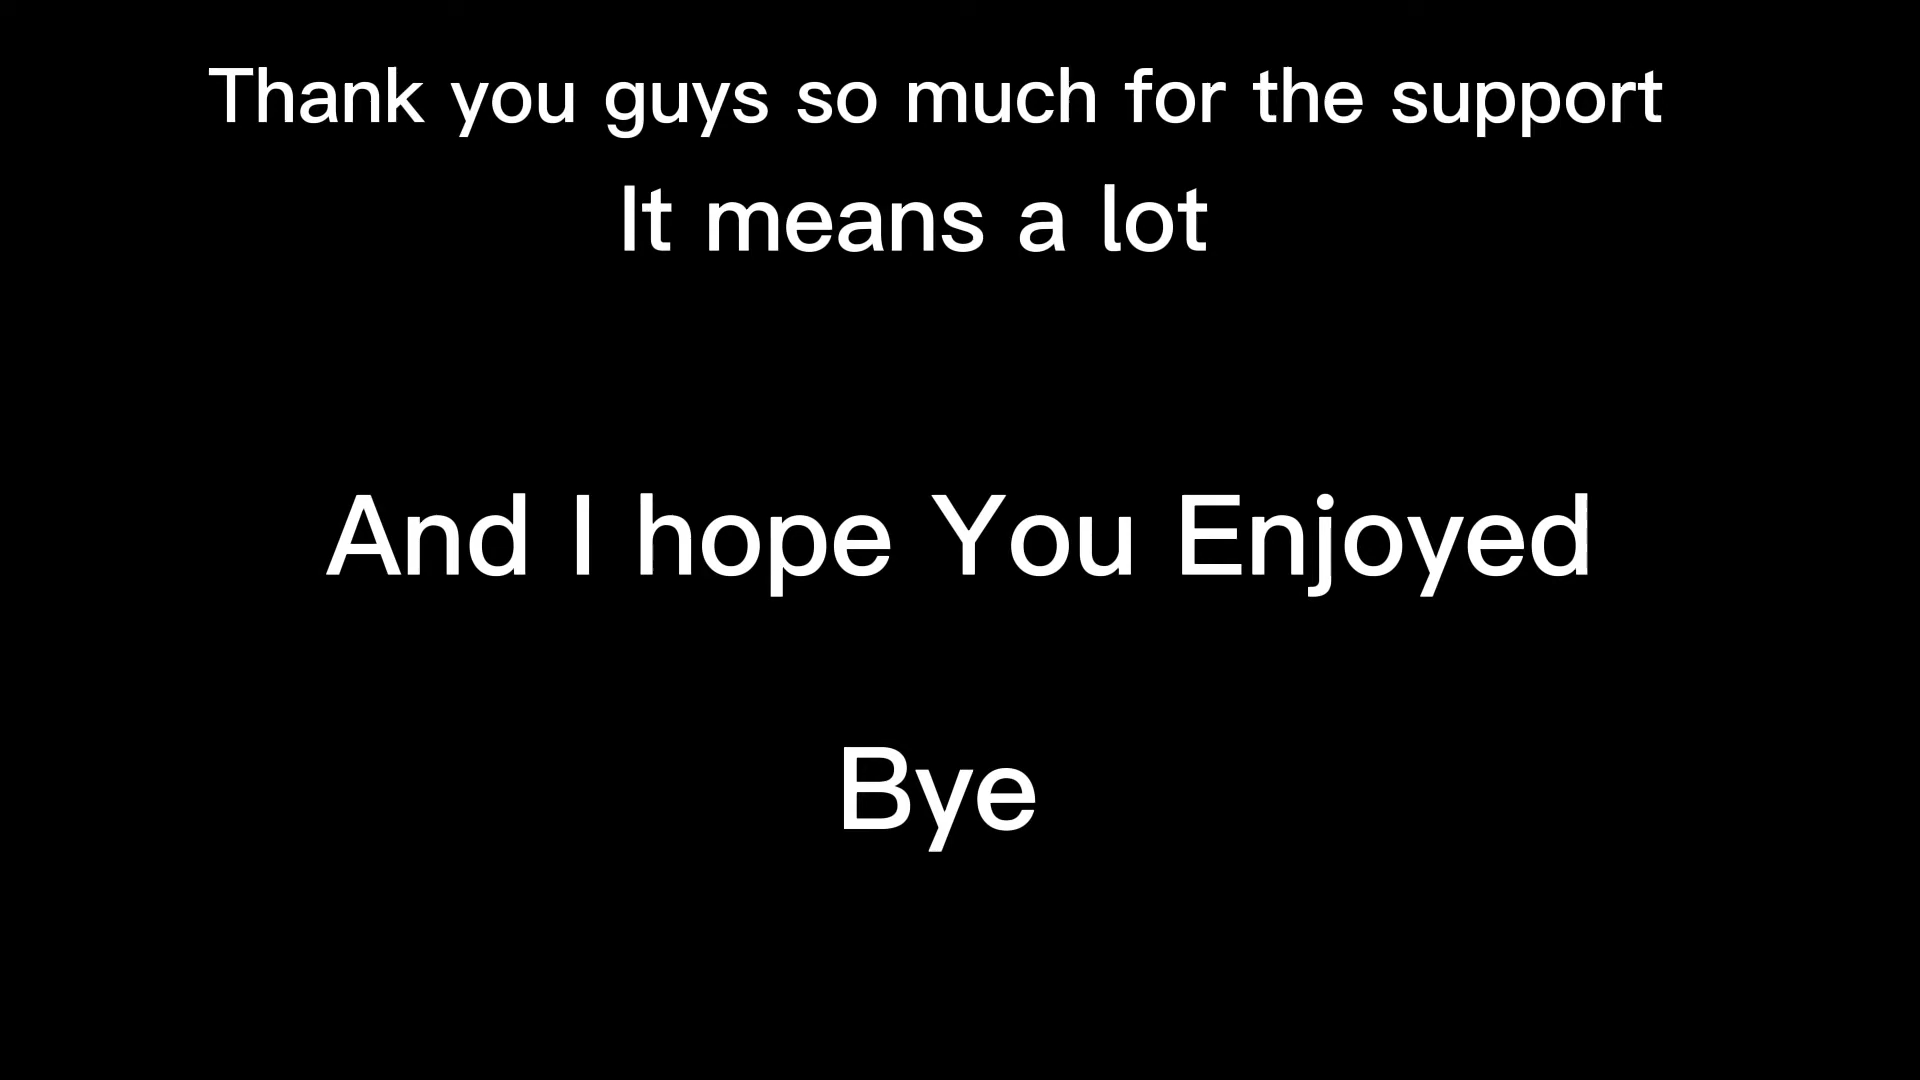 Thank you guys so much for the support
It means a lot
And I hope You Enjoyed
Bye